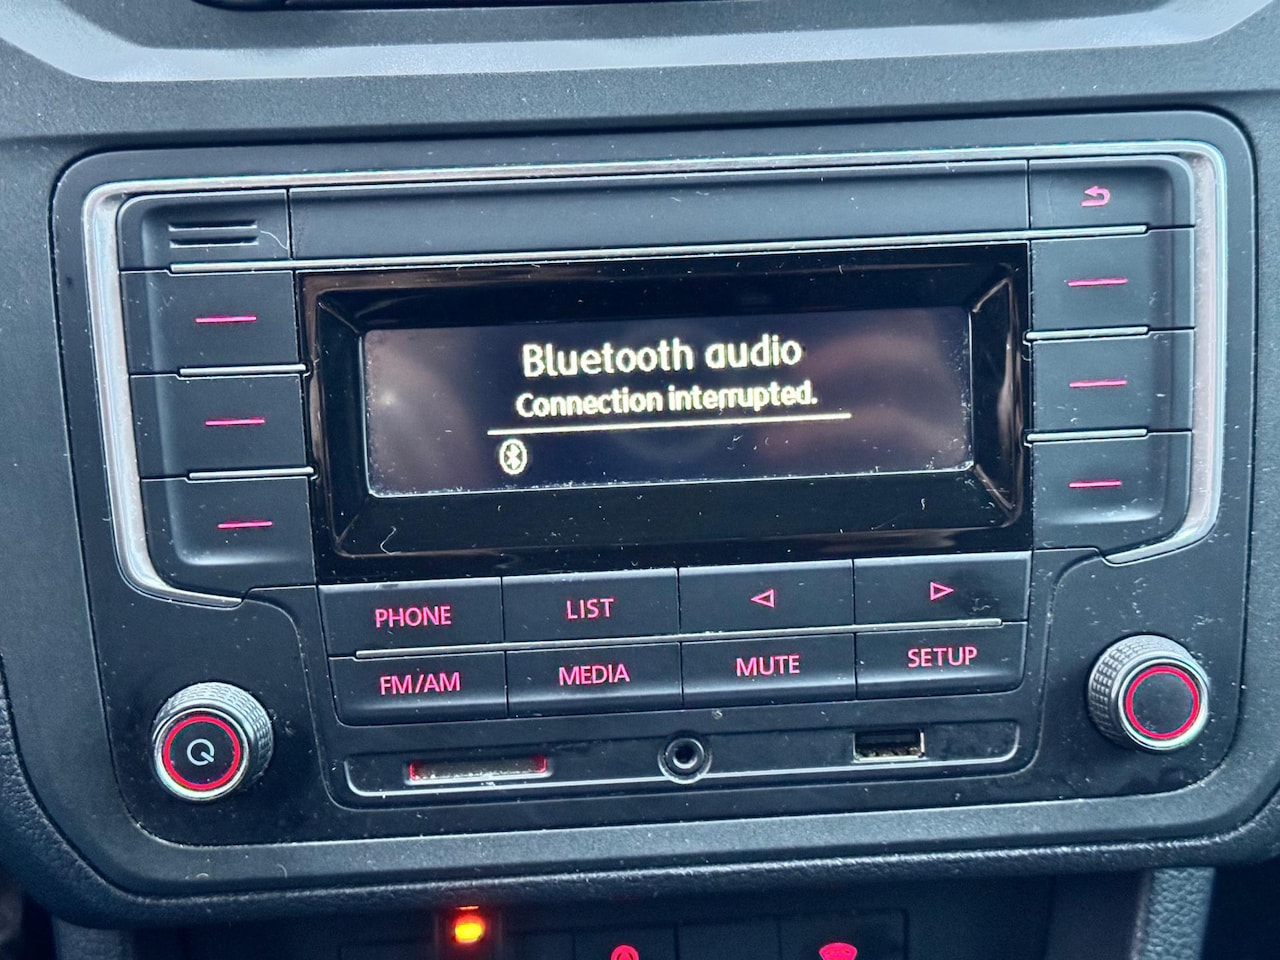 Bluetooth audio
Connection interrupted.
PHONE
LIST
FM/AM
MEDIA
MUTE
SETUP